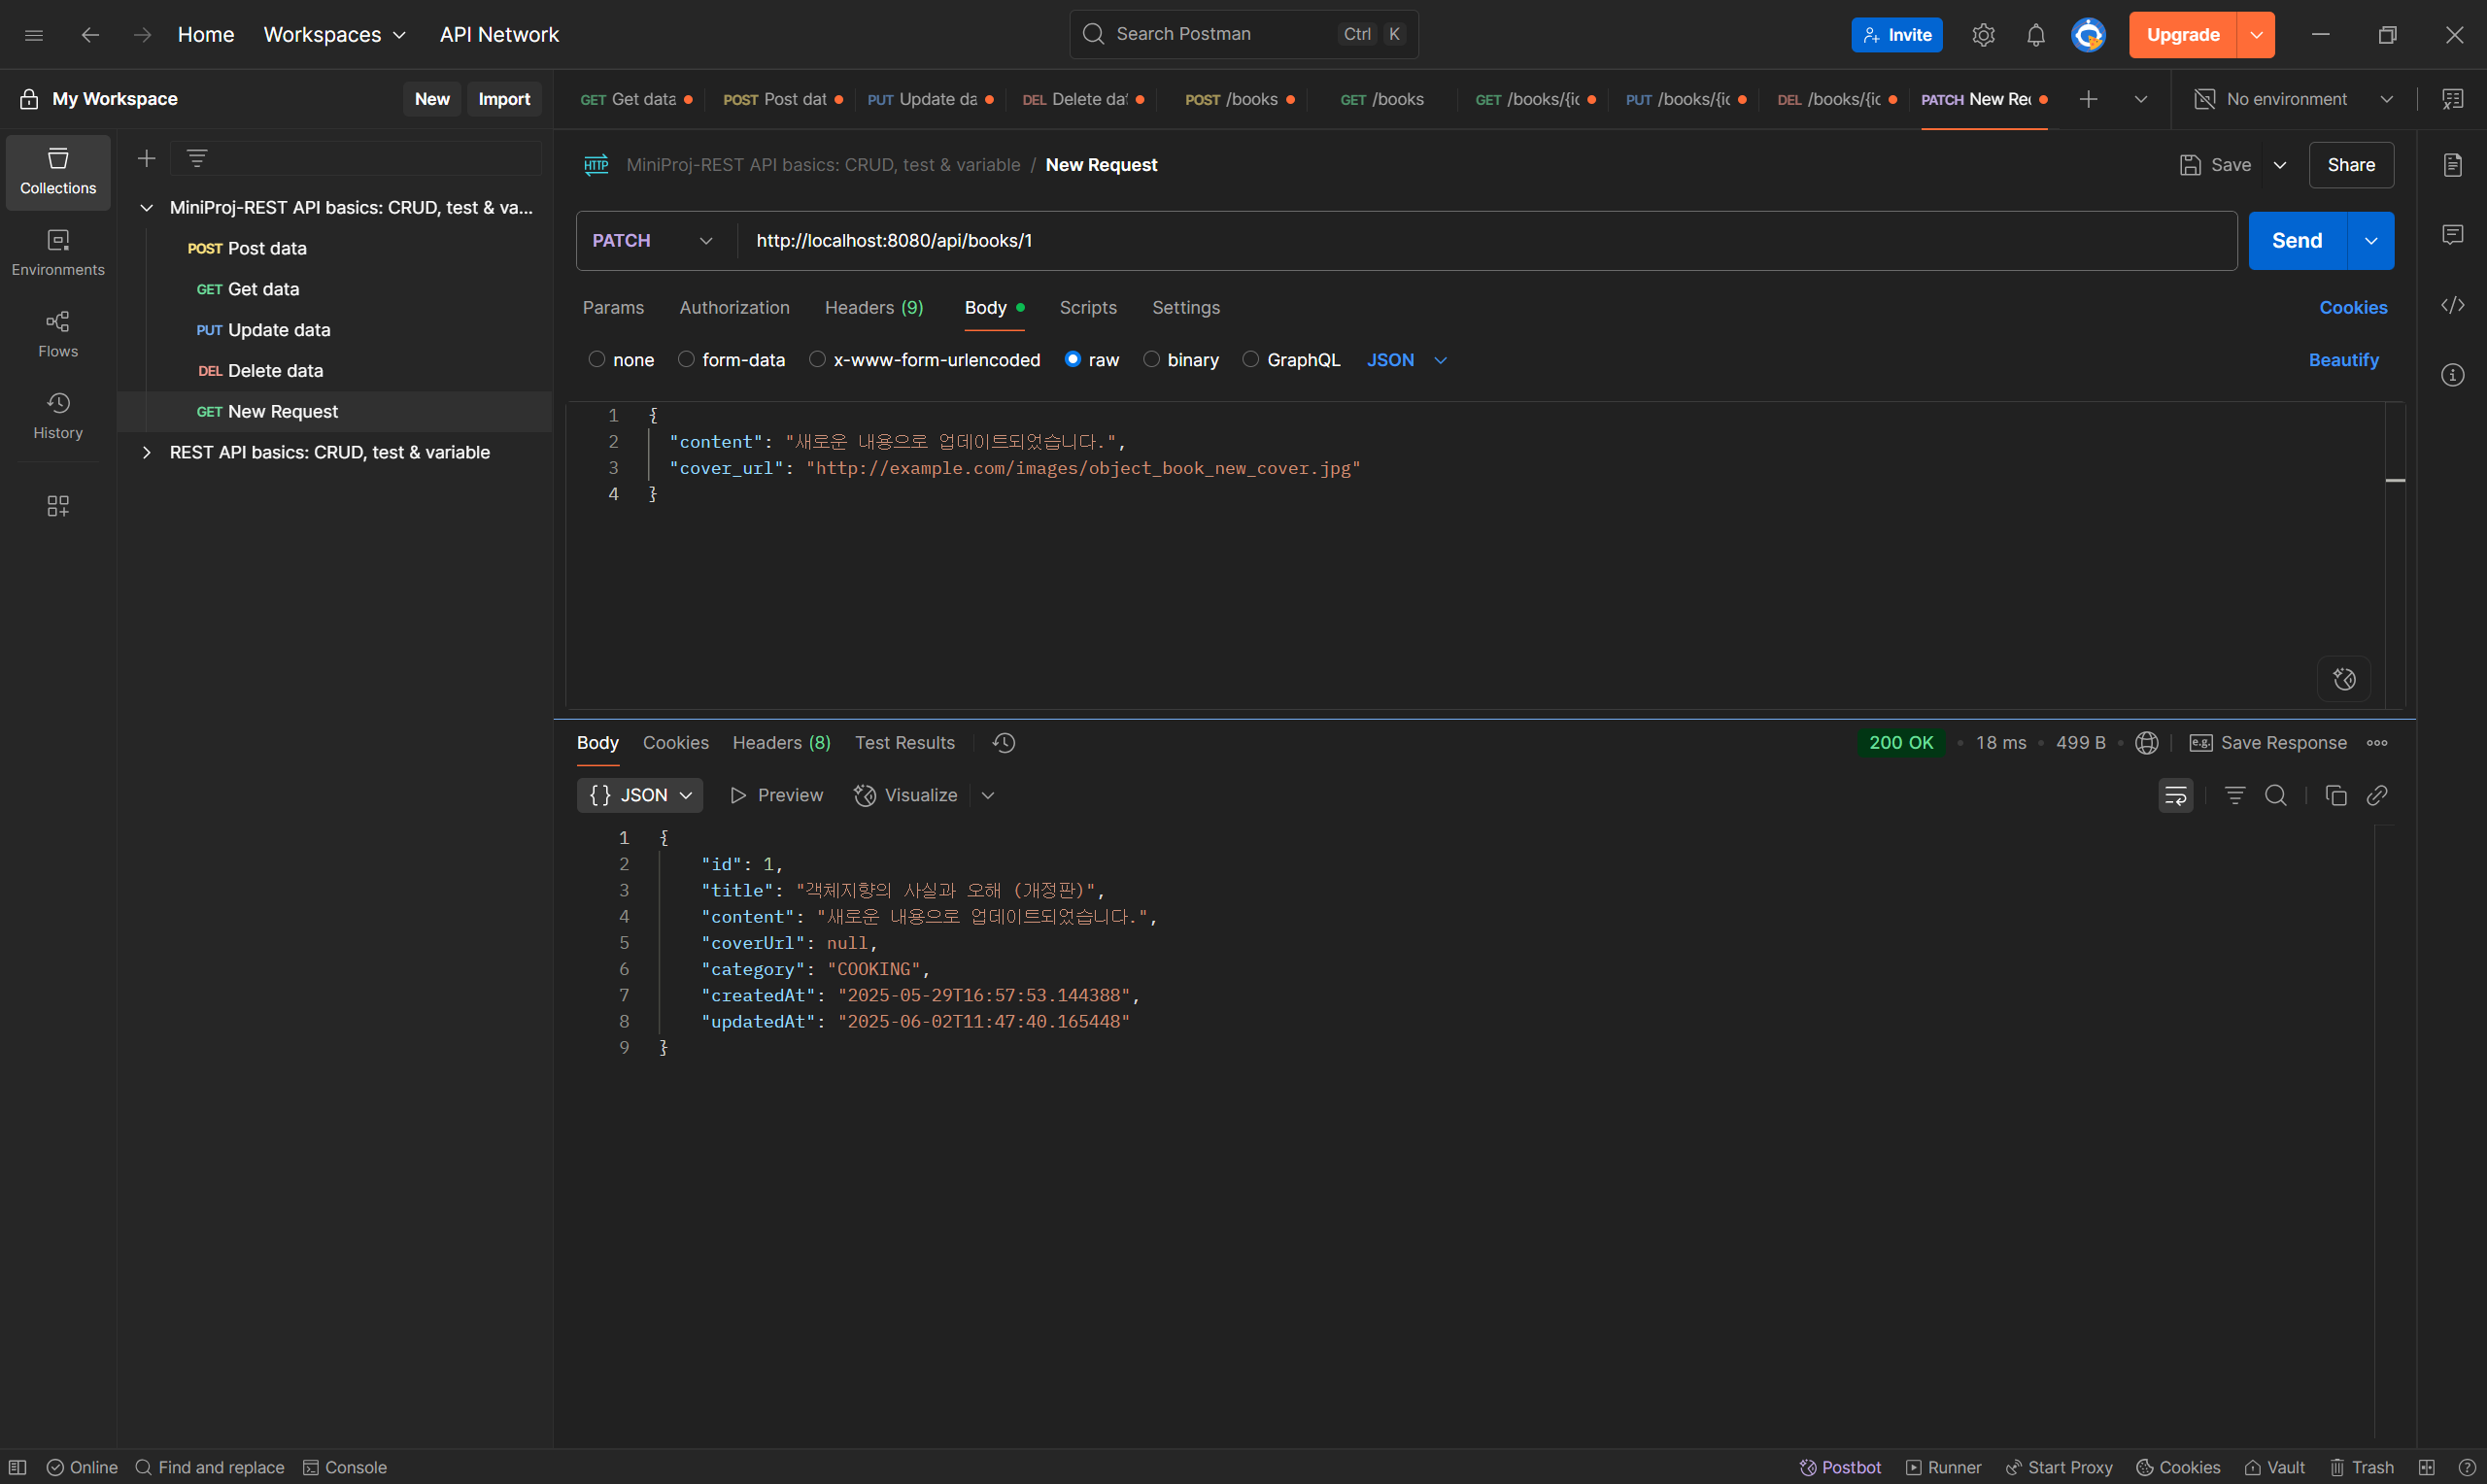 Home Workspaces API Network Search Postman Ctrl K Invite Upgrade
My Workspace New Import GET Get data POST Post dat PUT Update da DEL Delete dat POST /books GET /books GET /books/{ic PUT /books/{ic DEL /books/{ic PATCH New Rec No environment
Collections
Environments
Flows
History
MiniProj-REST API basics: CRUD, test & va...
POST Post data
GET Get data
PUT Update data
DEL Delete data
GET New Request
REST API basics: CRUD, test & variable
HTTP MiniProj-REST API basics: CRUD, test & variable / New Request Save Share
PATCH http://localhost:8080/api/books/1 Send
Params Authorization Headers (9) Body Scripts Settings Cookies
none form-data x-www-form-urlencoded raw binary GraphQL JSON Beautify
1 {
2 "content": "새로운 내용으로 업데이트되었습니다.",
3 "cover_url": "http://example.com/images/object_book_new_cover.jpg"
4 }
Body Cookies Headers (8) Test Results 200 OK • 18 ms • 499 B • e.g. Save Response
{} JSON Preview Visualize
1 {
2 "id": 1,
3 "title": "객체지향의 사실과 오해 (개정판)",
4 "content": "새로운 내용으로 업데이트되었습니다.",
5 "coverUrl": null,
6 "category": "COOKING",
7 "createdAt": "2025-05-29T16:57:53.144388",
8 "updatedAt": "2025-06-02T11:47:40.165448"
9 }
Online Find and replace Console Postbot Runner Start Proxy Cookies Vault Trash